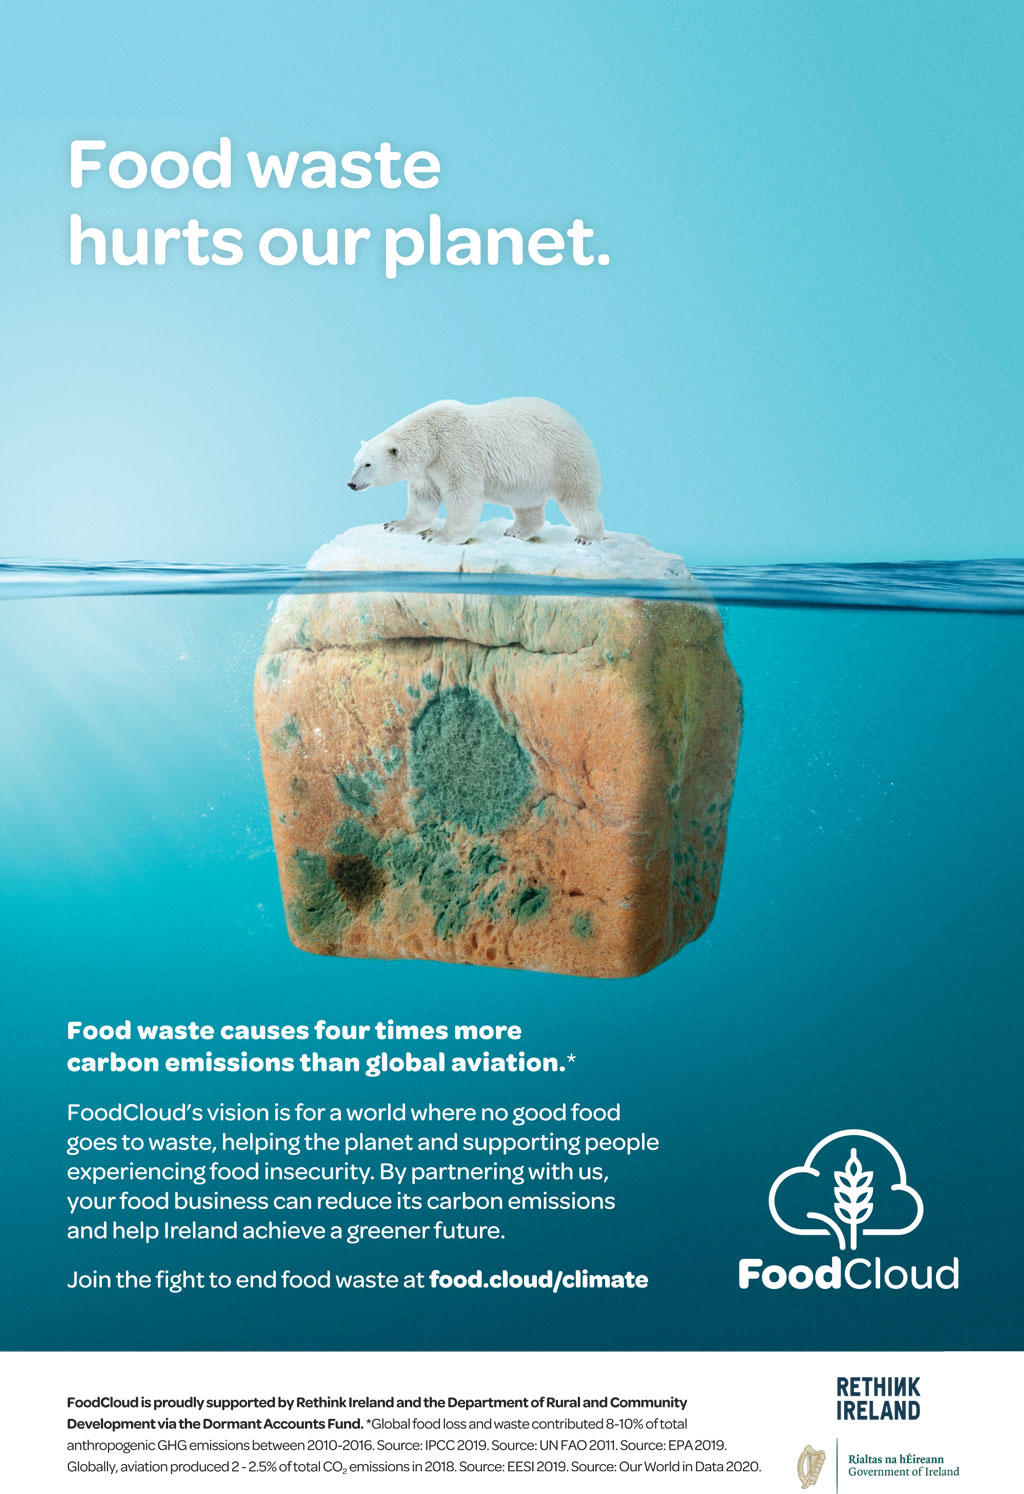 Food waste
hurts our planet.
Food waste causes four times more
carbon emissions than global aviation.*
FoodCloud’s vision is for a world where no good food
goes to waste, helping the planet and supporting people
experiencing food insecurity. By partnering with us,
your food business can reduce its carbon emissions
and help Ireland achieve a greener future.
Join the fight to end food waste at food.cloud/climate
FoodCloud
FoodCloud is proudly supported by Rethink Ireland and the Department of Rural and Community
Development via the Dormant Accounts Fund. *Global food loss and waste contributed 8-10% of total
anthropogenic GHG emissions between 2010-2016. Source: IPCC 2019. Source: UN FAO 2011. Source: EPA 2019.
Globally, aviation produced 2 - 2.5% of total CO₂ emissions in 2018. Source: EESI 2019. Source: Our World in Data 2020.
RETHINK
IRELAND
Rialtas na hÉireann
Government of Ireland